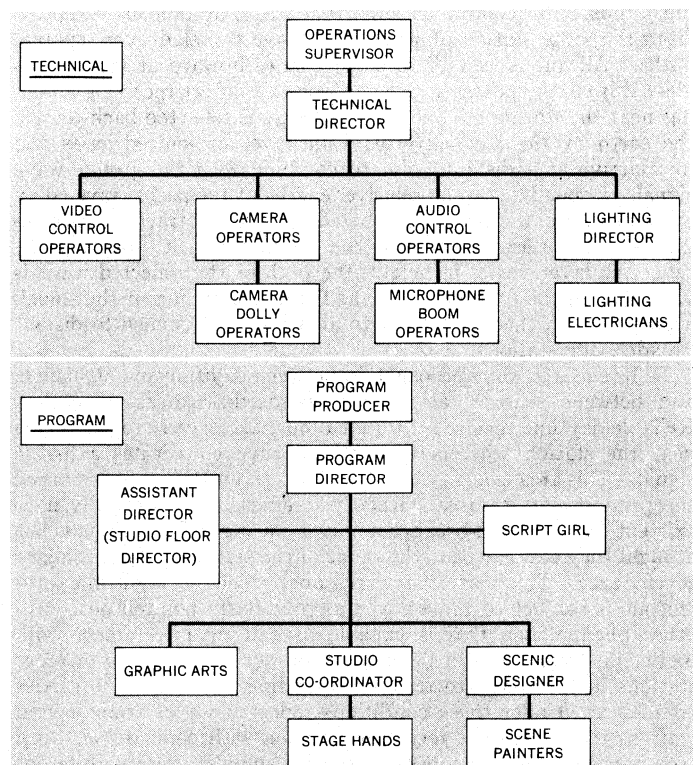 TECHNICAL
OPERATIONS
SUPERVISOR
TECHNICAL
DIRECTOR
VIDEO
CONTROL
OPERATORS
CAMERA
OPERATORS
AUDIO
CONTROL
OPERATORS
LIGHTING
DIRECTOR
CAMERA
DOLLY
OPERATORS
MICROPHONE
BOOM
OPERATORS
LIGHTING
ELECTRICIANS
PROGRAM
PROGRAM
PRODUCER
PROGRAM
DIRECTOR
ASSISTANT
DIRECTOR
(STUDIO FLOOR
DIRECTOR)
SCRIPT GIRL
GRAPHIC ARTS
STUDIO
CO-ORDINATOR
SCENIC
DESIGNER
STAGE HANDS
SCENE
PAINTERS